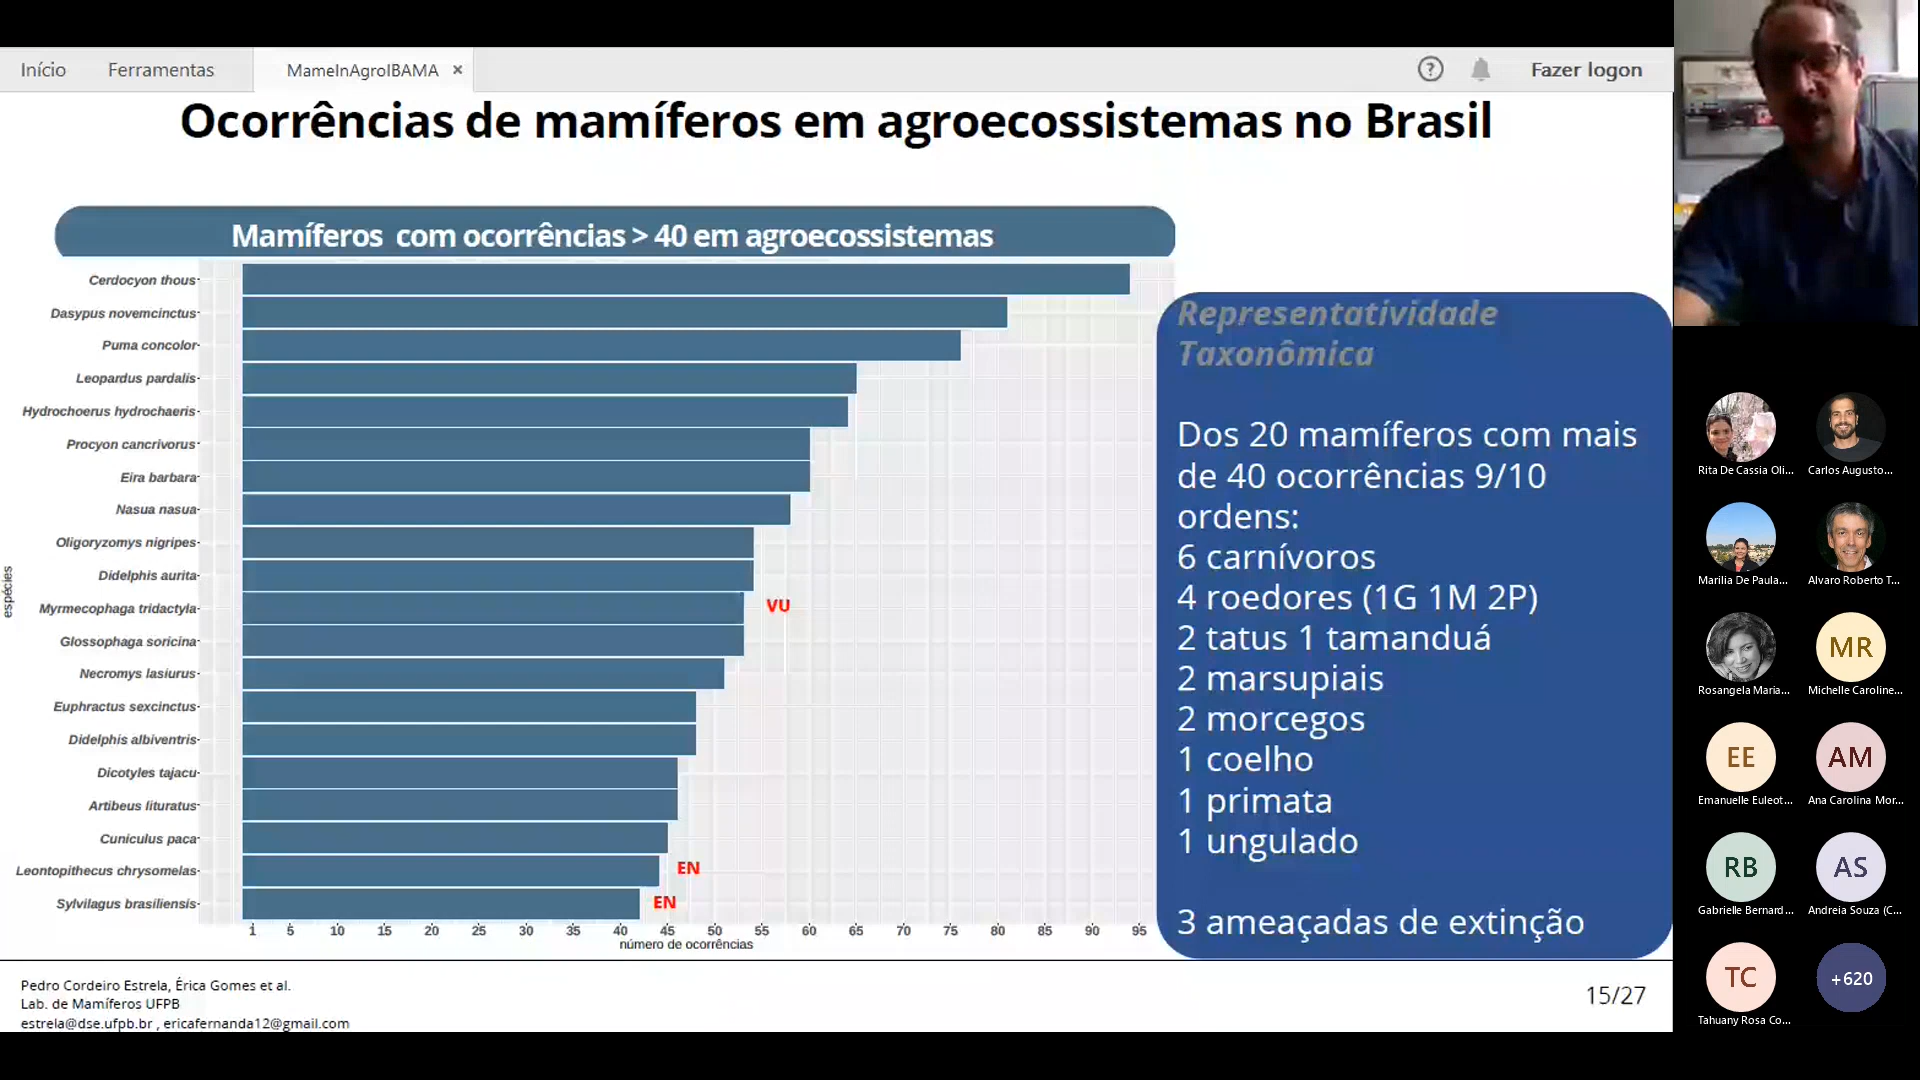 Início
Ferramentas
MameInAgroIBAMA ×
?
Fazer logon
Ocorrências de mamíferos em agroecossistemas no Brasil
Mamíferos com ocorrências > 40 em agroecossistemas
espécies
Cerdocyon thous
Dasypus novemcinctus
Puma concolor
Leopardus pardalis
Hydrochoerus hydrochaeris
Procyon cancrivorus
Eira barbara
Nasua nasua
Oligoryzomys nigripes
Didelphis aurita
Myrmecophaga tridactyla VU
Glossophaga soricina
Necromys lasiurus
Euphractus sexcinctus
Didelphis albiventris
Dicotyles tajacu
Artibeus lituratus
Cuniculus paca
Leontopithecus chrysomelas EN
Sylvilagus brasiliensis EN
1 5 10 15 20 25 30 35 40 45 50 55 60 65 70 75 80 85 90 95
número de ocorrências
Representatividade
Taxonômica
Dos 20 mamíferos com mais
de 40 ocorrências 9/10
ordens:
6 carnívoros
4 roedores (1G 1M 2P)
2 tatus 1 tamanduá
2 marsupiais
2 morcegos
1 coelho
1 primata
1 ungulado
3 ameaçadas de extinção
Pedro Cordeiro Estrela, Érica Gomes et al.
Lab. de Mamíferos UFPB
estrela@dse.ufpb.br , ericafernanda12@gmail.com
15/27
Rita De Cassia Oli...
Carlos Augusto...
Marilia De Paula...
Alvaro Roberto T...
Rosangela Maria...
MR
Michelle Caroline...
EE
Emanuelle Euleot...
AM
Ana Carolina Mor...
RB
Gabrielle Bernard...
AS
Andreia Souza (C...
TC
Tahuany Rosa Co...
+620